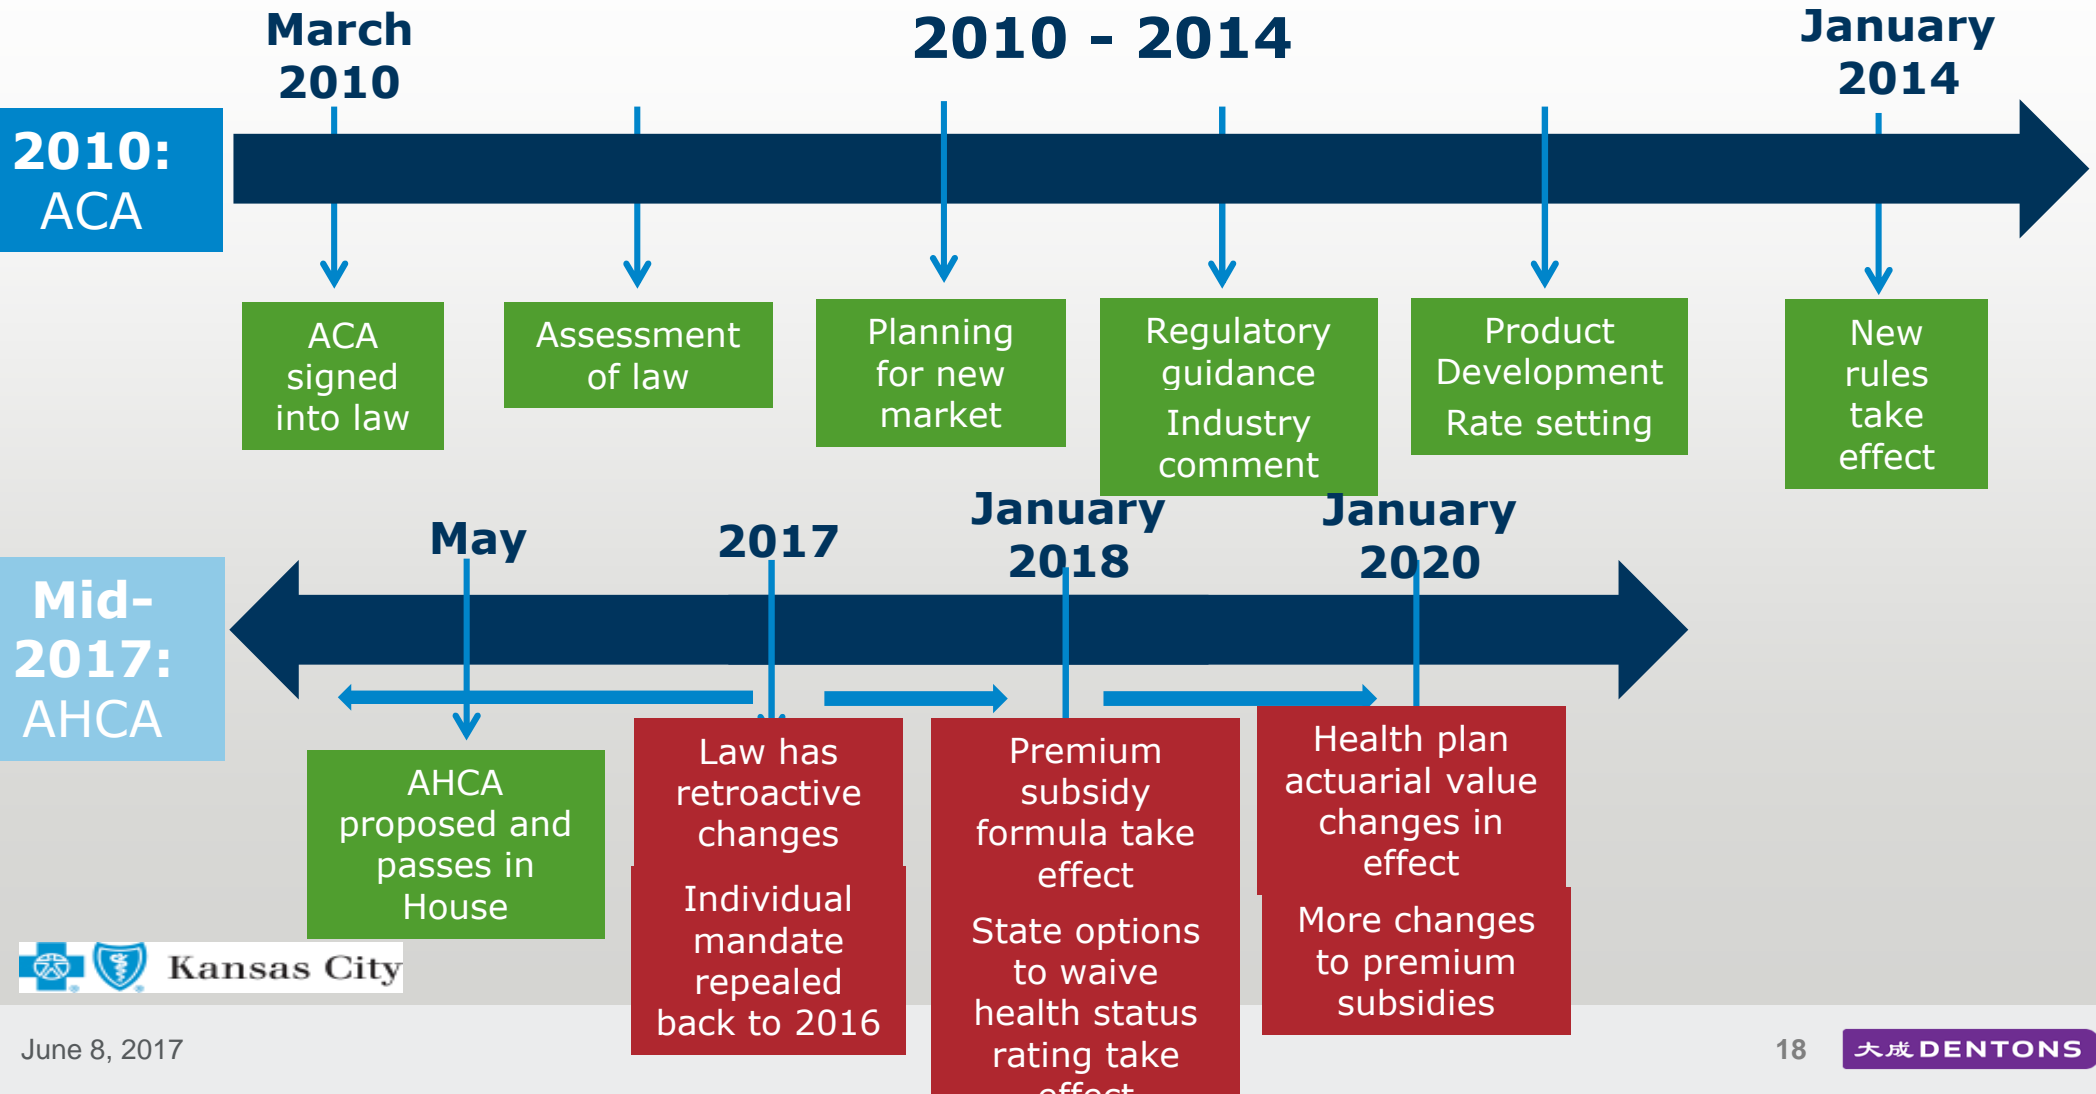 March
2010
2010 - 2014
January
2014
2010:
ACA
ACA
signed
into law
Assessment
of law
Planning
for new
market
Regulatory
guidance
Industry
comment
Product
Development
Rate setting
New
rules
take
effect
May
2017
January
2018
January
2020
Mid-
2017:
AHCA
AHCA
proposed and
passes in
House
Law has
retroactive
changes
Individual
mandate
repealed
back to 2016
Premium
subsidy
formula take
effect
State options
to waive
health status
rating take
effect
Health plan
actuarial value
changes in
effect
More changes
to premium
subsidies
Kansas City
June 8, 2017
18
大成 DENTONS